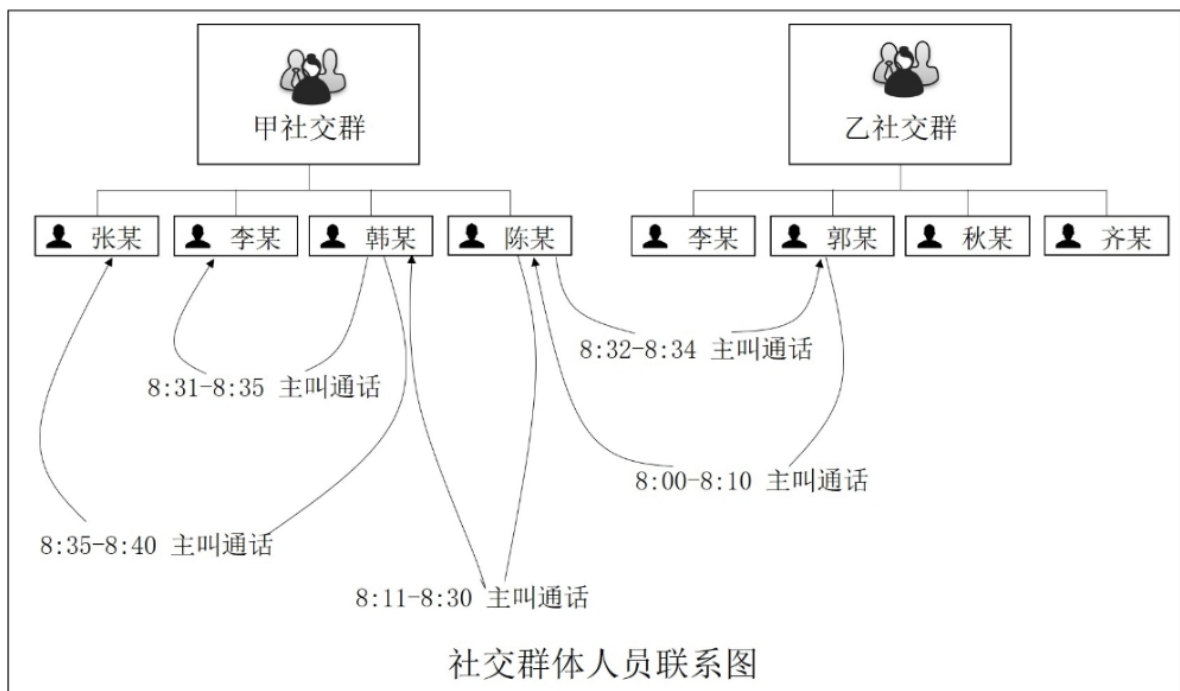 甲社交群
乙社交群
张某
李某
韩某
陈某
李某
郭某
秋某
齐某
8:32-8:34 主叫通话
8:31-8:35 主叫通话
8:00-8:10 主叫通话
8:35-8:40 主叫通话
8:11-8:30 主叫通话
社交群体人员联系图